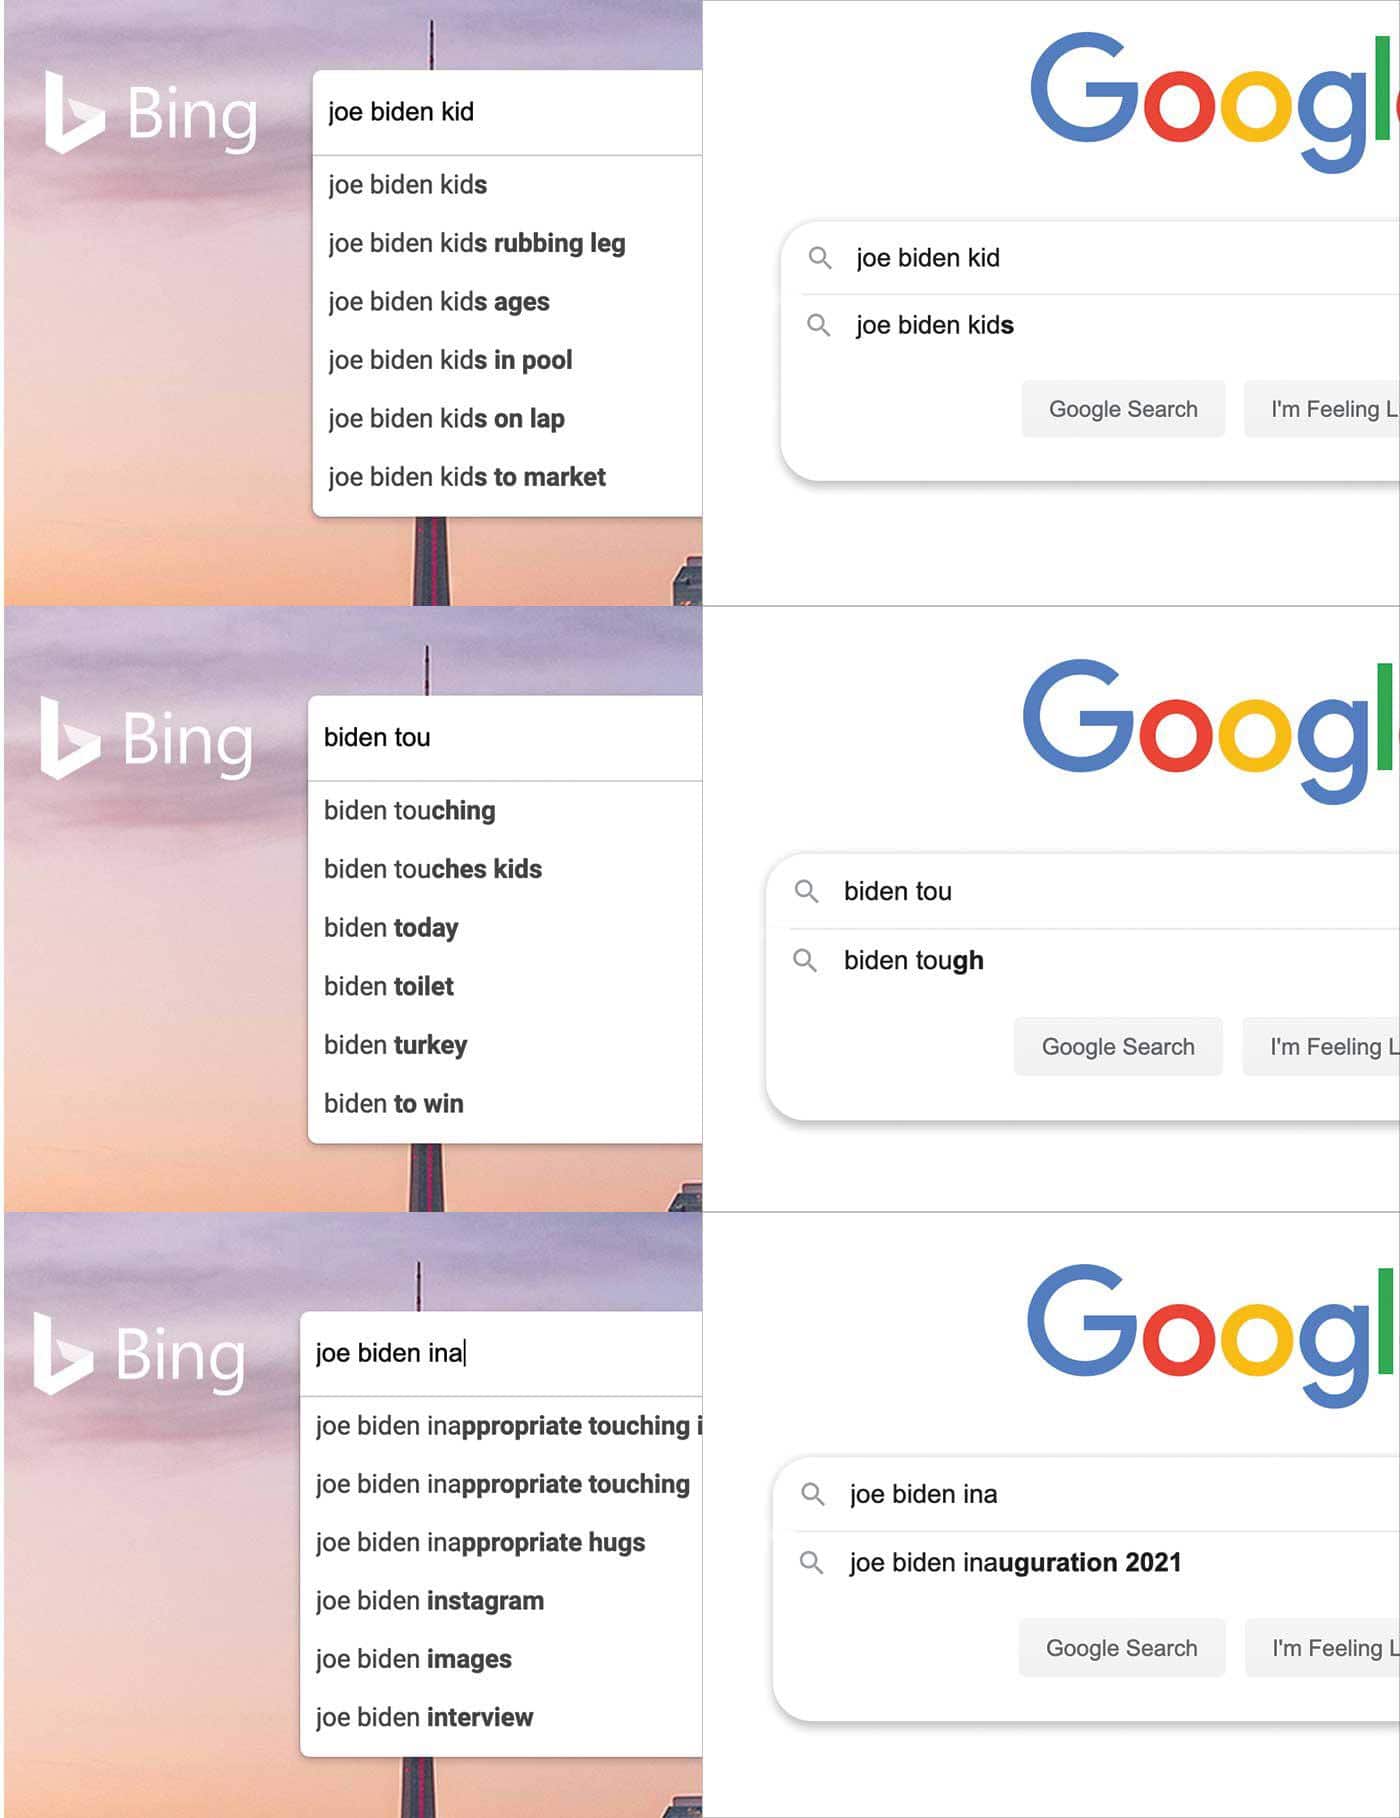 Bing
joe biden kid
joe biden kids
joe biden kids rubbing leg
joe biden kids ages
joe biden kids in pool
joe biden kids on lap
joe biden kids to market
Googl
joe biden kid
joe biden kids
Google Search
I'm Feeling L
Bing
biden tou
biden touching
biden touches kids
biden today
biden toilet
biden turkey
biden to win
Googl
biden tou
biden tough
Google Search
I'm Feeling L
Bing
joe biden ina
joe biden inappropriate touching i
joe biden inappropriate touching
joe biden inappropriate hugs
joe biden instagram
joe biden images
joe biden interview
Googl
joe biden ina
joe biden inauguration 2021
Google Search
I'm Feeling L